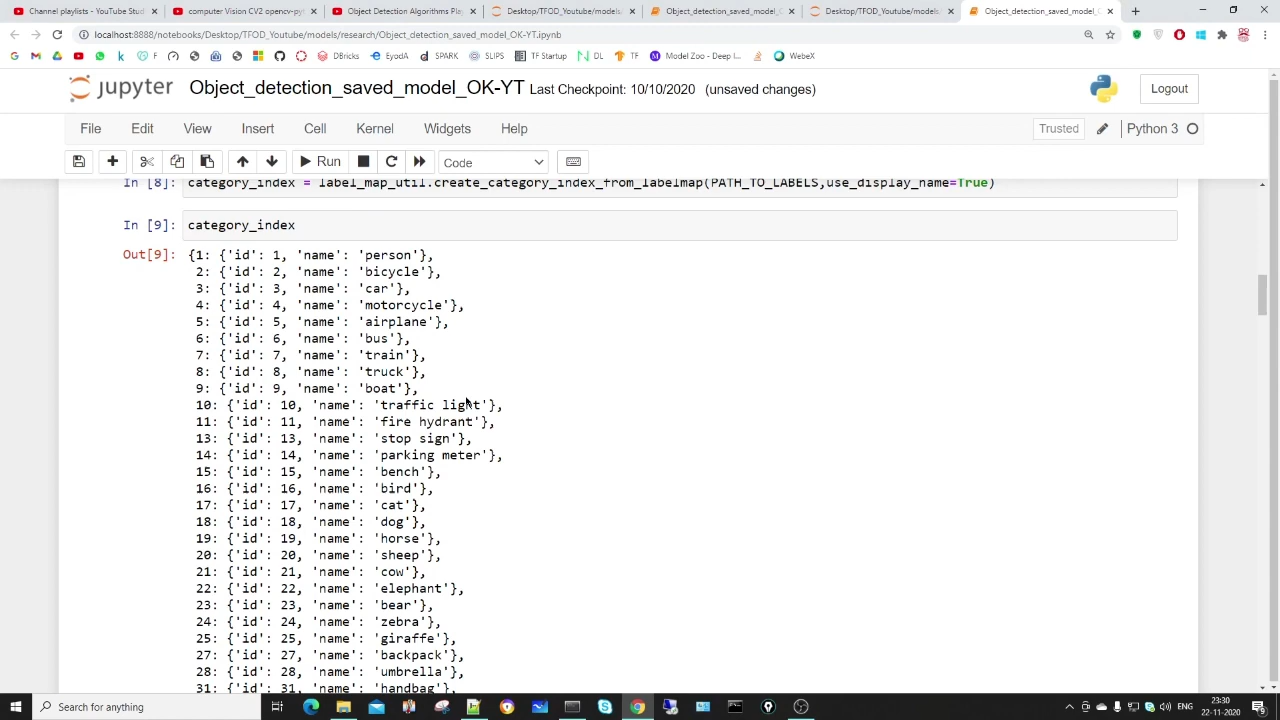 Channel playlists - YouTube Stud
computer Vision CV2 openv-pyt
Object Detection Algorithms Play
Desktop/TFOD_Youtube/models/
Object_detection_saved_model_
Desktop/TFOD_Youtube/models/
Object_detection_saved_model_O
localhost:8888/notebooks/Desktop/TFOD_Youtube/models/research/Object_detection_saved_model_OK-YT.ipynb
F DBricks EyodA SPARK SLIPS TF Startup DL TF Model Zoo - Deep l... WebeX
jupyter Object_detection_saved_model_OK-YT Last Checkpoint: 10/10/2020 (unsaved changes) Logout
File Edit View Insert Cell Kernel Widgets Help Trusted Python 3
Run Code
In [8]: category_index = label_map_util.create_category_index_from_labelmap(PATH_TO_LABELS,use_display_name=True)
In [9]: category_index
Out[9]: {1: {'id': 1, 'name': 'person'},
2: {'id': 2, 'name': 'bicycle'},
3: {'id': 3, 'name': 'car'},
4: {'id': 4, 'name': 'motorcycle'},
5: {'id': 5, 'name': 'airplane'},
6: {'id': 6, 'name': 'bus'},
7: {'id': 7, 'name': 'train'},
8: {'id': 8, 'name': 'truck'},
9: {'id': 9, 'name': 'boat'},
10: {'id': 10, 'name': 'traffic light'},
11: {'id': 11, 'name': 'fire hydrant'},
13: {'id': 13, 'name': 'stop sign'},
14: {'id': 14, 'name': 'parking meter'},
15: {'id': 15, 'name': 'bench'},
16: {'id': 16, 'name': 'bird'},
17: {'id': 17, 'name': 'cat'},
18: {'id': 18, 'name': 'dog'},
19: {'id': 19, 'name': 'horse'},
20: {'id': 20, 'name': 'sheep'},
21: {'id': 21, 'name': 'cow'},
22: {'id': 22, 'name': 'elephant'},
23: {'id': 23, 'name': 'bear'},
24: {'id': 24, 'name': 'zebra'},
25: {'id': 25, 'name': 'giraffe'},
27: {'id': 27, 'name': 'backpack'},
28: {'id': 28, 'name': 'umbrella'},
31: {'id': 31, 'name': 'handbag'},
Search for anything
ENG
23:30
22-11-2020